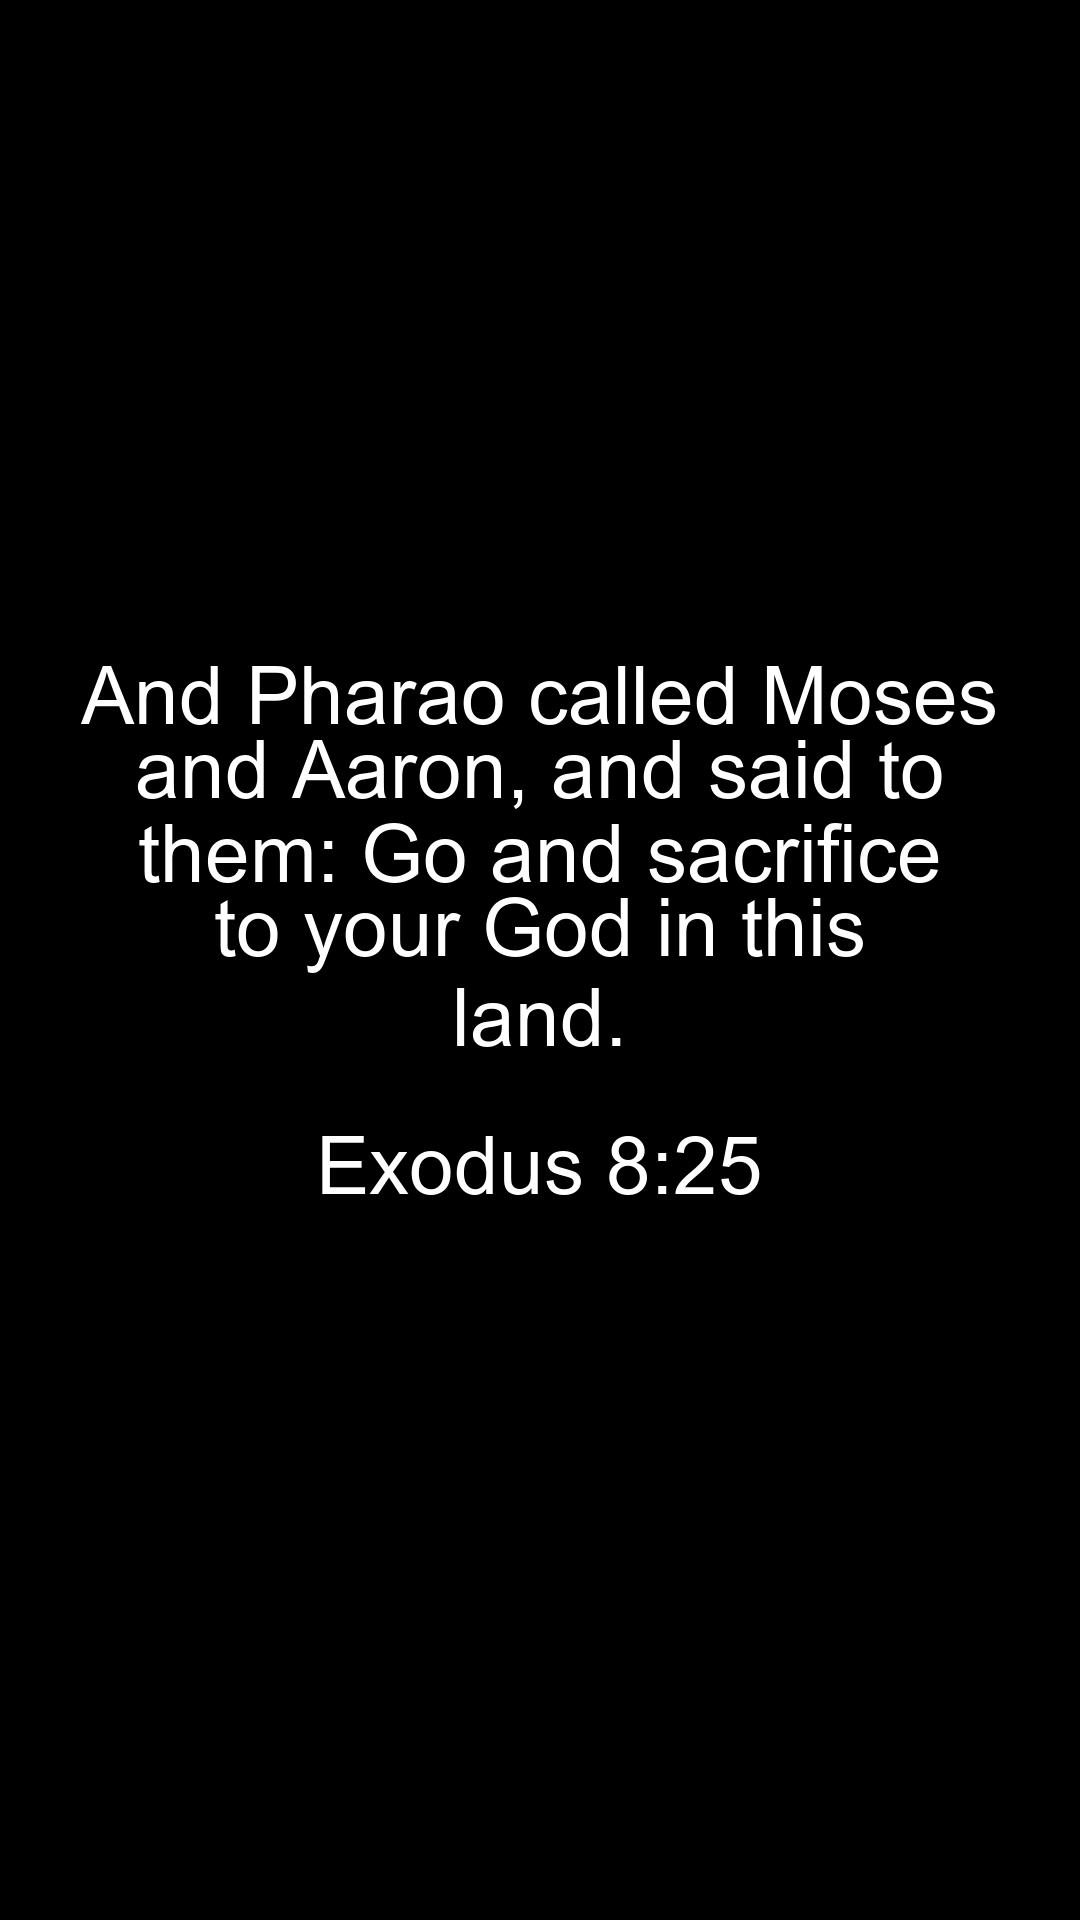 And Pharao called Moses
and Aaron, and said to
them: Go and sacrifice
to your God in this
land.
Exodus 8:25